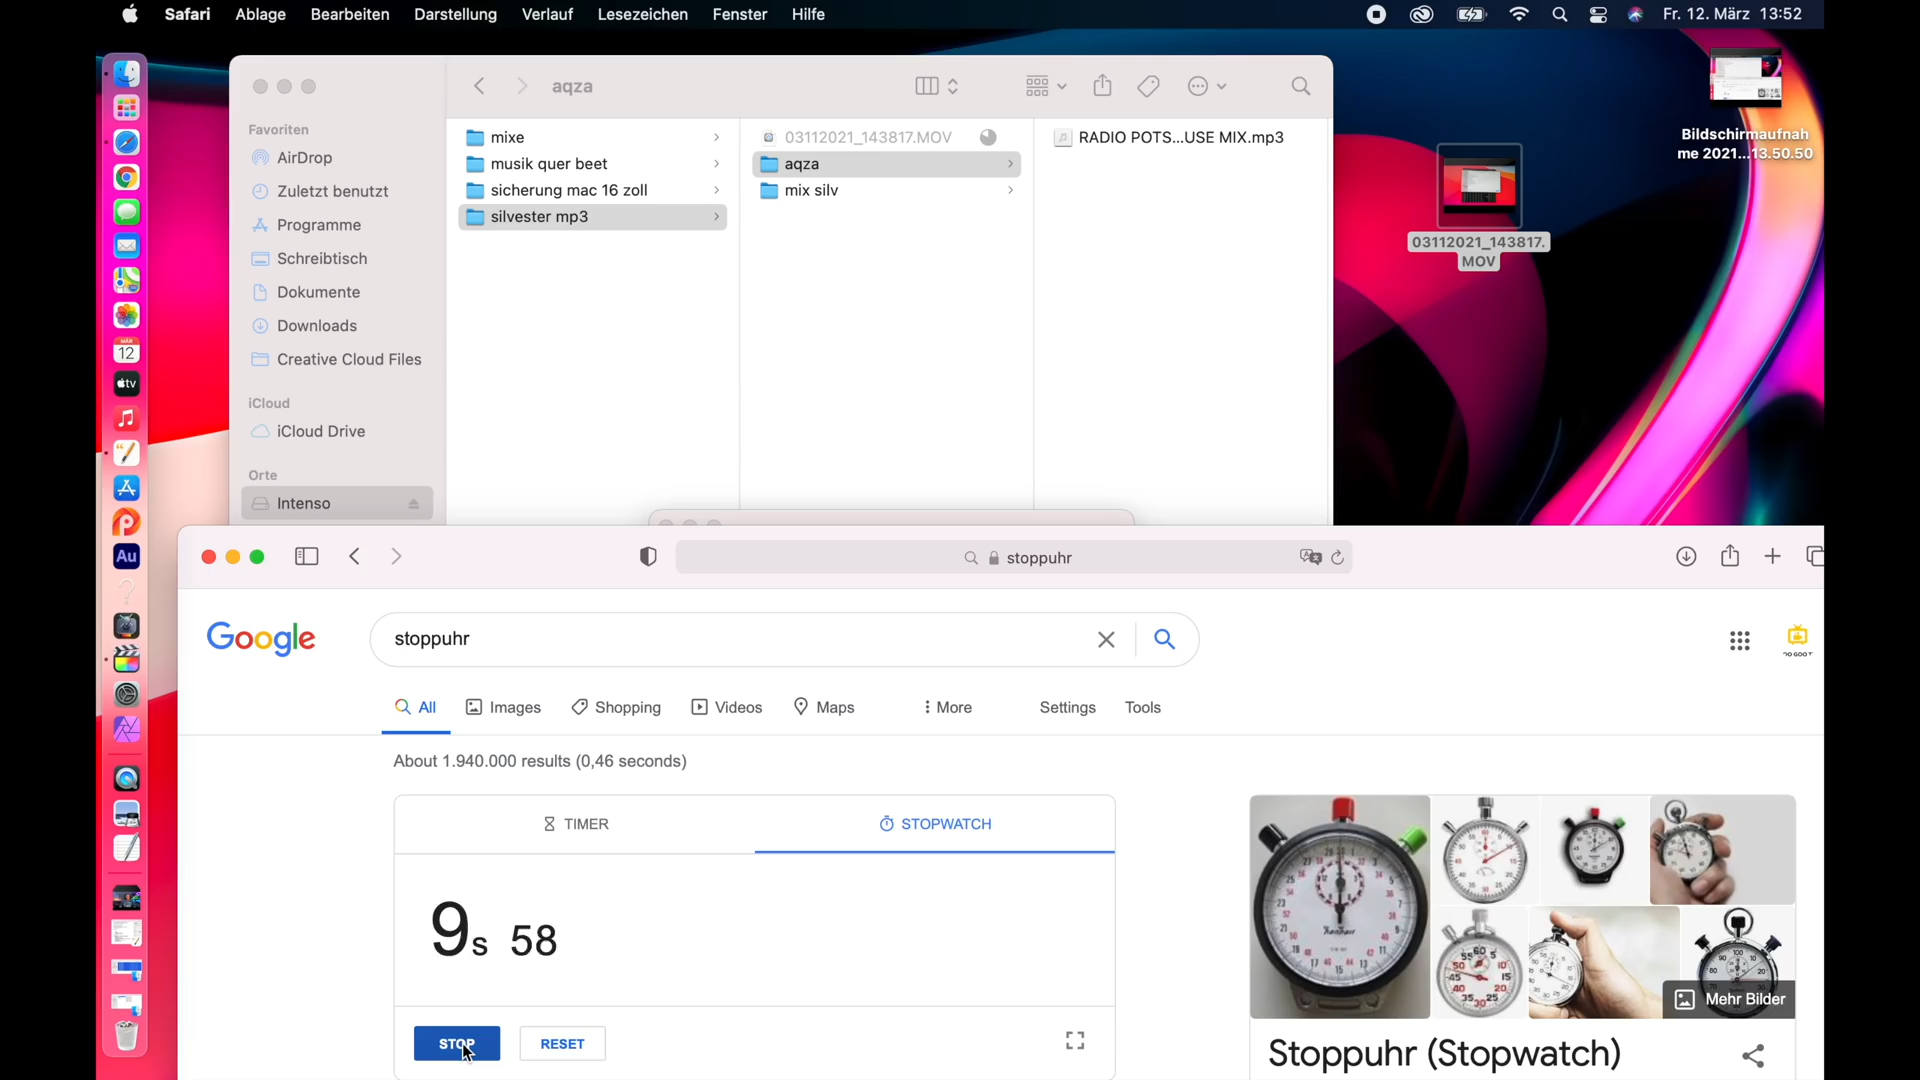 Safari Ablage Bearbeiten Darstellung Verlauf Lesezeichen Fenster Hilfe Fr. 12. März 13:52
aqza
Favoriten
AirDrop
Zuletzt benutzt
Programme
Schreibtisch
Dokumente
Downloads
Creative Cloud Files
iCloud
iCloud Drive
Orte
Intenso
mixe
musik quer beet
sicherung mac 16 zoll
silvester mp3
03112021_143817.MOV
aqza
mix silv
RADIO POTS...USE MIX.mp3
Bildschirmaufnah
me 2021...13.50.50
03112021_143817.
MOV
MÄR
12
tv
Au
stoppuhr
Google
stoppuhr
All Images Shopping Videos Maps More Settings Tools
About 1.940.000 results (0,46 seconds)
TIMER STOPWATCH
9s 58
STOP RESET
Mehr Bilder
Stoppuhr (Stopwatch)